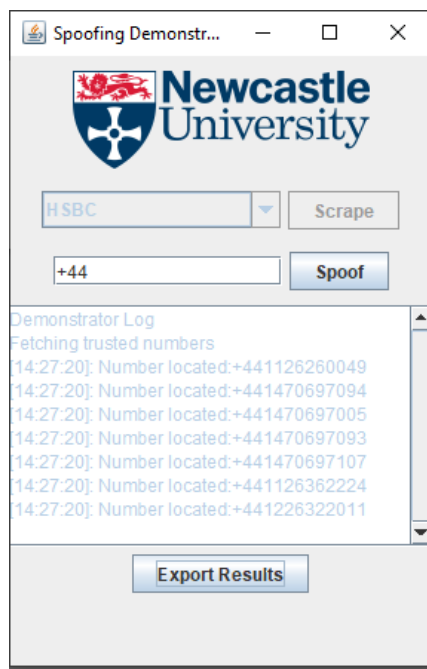 Spoofing Demonstr...
Newcastle
University
HSBC
Scrape
+44
Spoof
Demonstrator Log
Fetching trusted numbers
[14:27:20]: Number located:+441126260049
[14:27:20]: Number located:+441470697094
[14:27:20]: Number located:+441470697005
[14:27:20]: Number located:+441470697093
[14:27:20]: Number located:+441470697107
[14:27:20]: Number located:+441126362224
[14:27:20]: Number located:+441226322011
Export Results